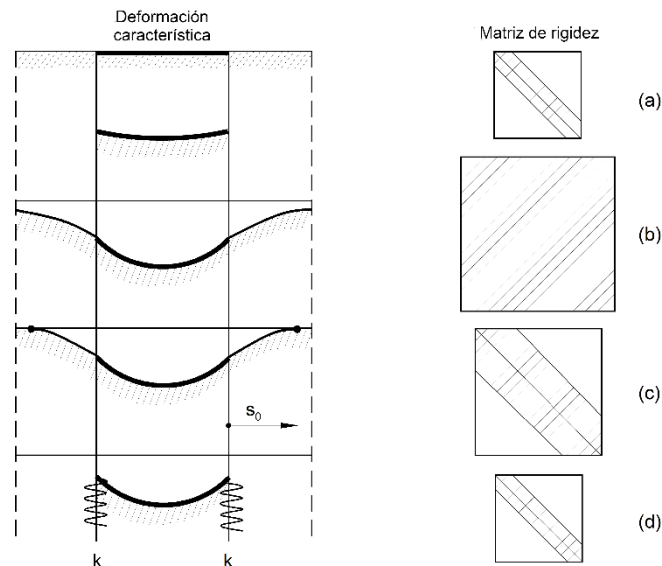 Deformación
característica
Matriz de rigidez
(a)
(b)
(c)
s₀
(d)
k k